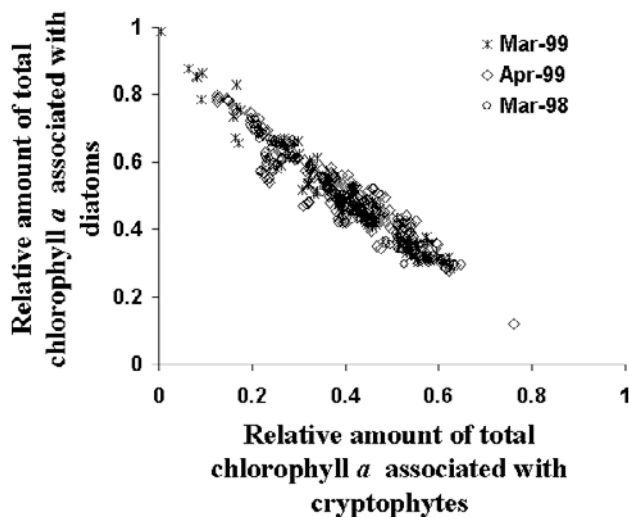 Relative amount of total
chlorophyll a associated with
diatoms
1
0.8
0.6
0.4
0.2
0
Mar-99
Apr-99
Mar-98
0 0.2 0.4 0.6 0.8 1
Relative amount of total
chlorophyll a associated with
cryptophytes